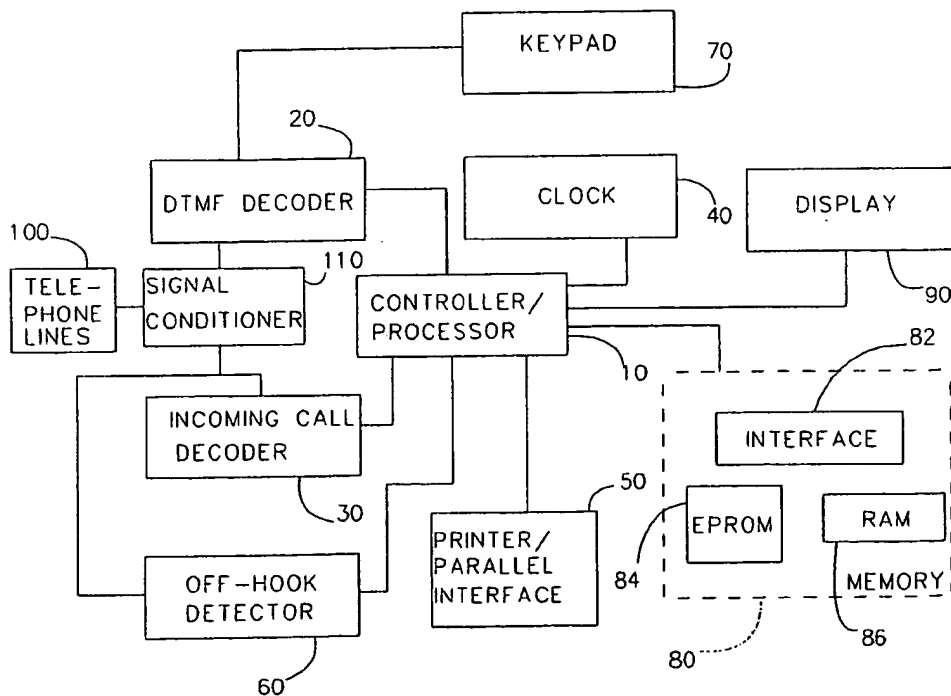 KEYPAD
70
20
DTMF DECODER
CLOCK
40
DISPLAY
90
100
TELE-
PHONE
LINES
110
SIGNAL
CONDITIONER
CONTROLLER/
PROCESSOR
10
82
INTERFACE
INCOMING CALL
DECODER
30
50
PRINTER/
PARALLEL
INTERFACE
84
EPROM
RAM
MEMORY
86
80
OFF-HOOK
DETECTOR
60